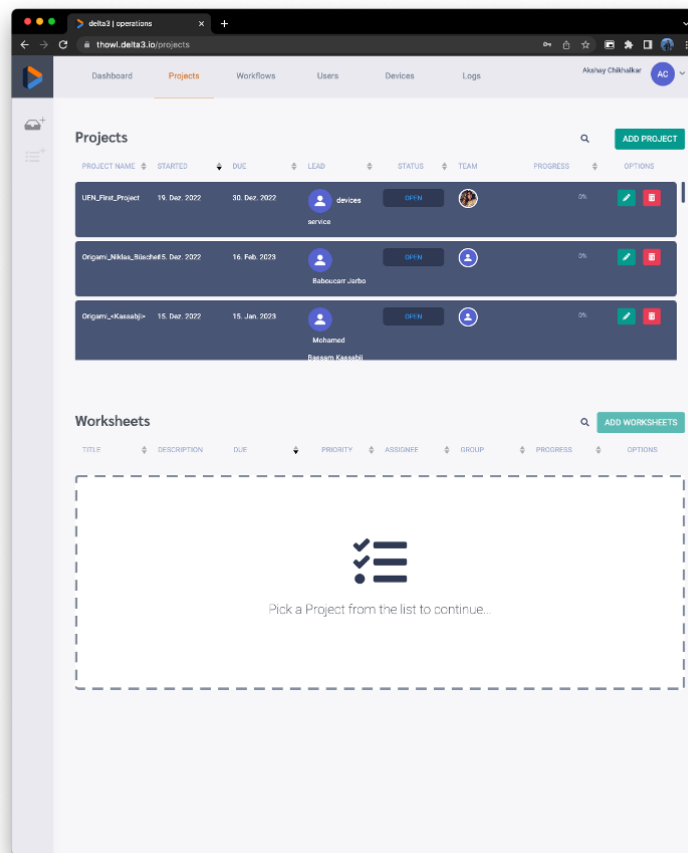 delta3 | operations
thowl.delta3.io/projects
Dashboard Projects Workflows Users Devices Logs Akshay Chikhalkar AC
Projects
ADD PROJECT
PROJECT NAME STARTED DUE LEAD STATUS TEAM PROGRESS OPTIONS
UEN_First_Project 19. Dez. 2022 30. Dez. 2022 devices OPEN 0%
service
Origami_Niklas_Büschel 5. Dez. 2022 16. Feb. 2023 OPEN 0%
Baboucarr Jarbo
Origami_<Kassabji> 15. Dez. 2022 15. Jan. 2023 OPEN 0%
Mohamed
Bassam Kassabji
Worksheets
ADD WORKSHEETS
TITLE DESCRIPTION DUE PRIORITY ASSIGNEE GROUP PROGRESS OPTIONS
Pick a Project from the list to continue...